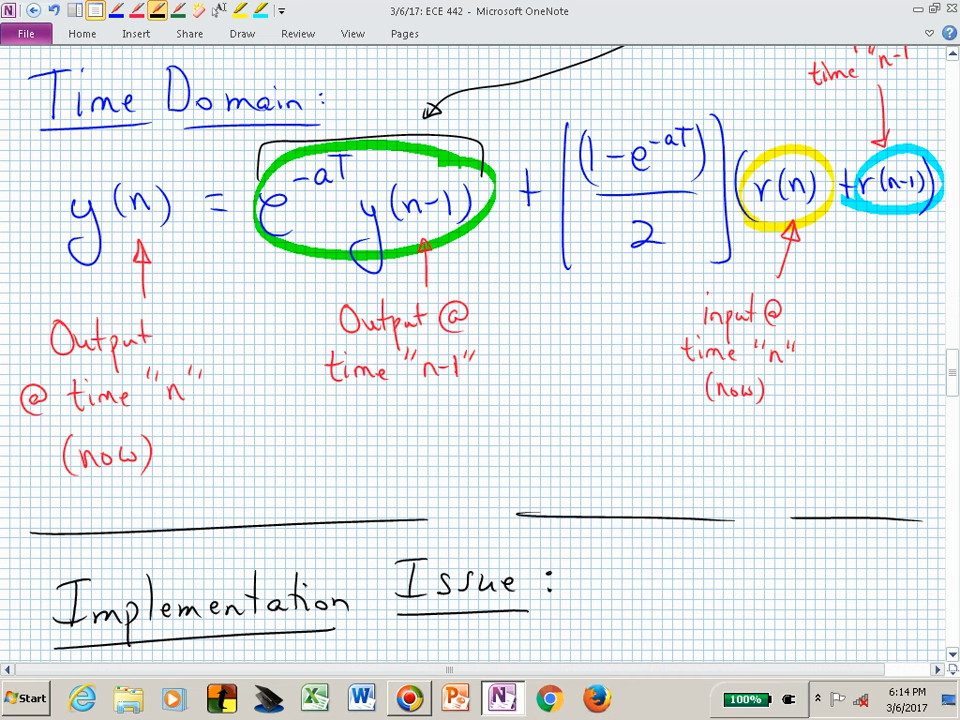 3/6/17: ECE 442 - Microsoft OneNote
File Home Insert Share Draw Review View Pages
time "n-1
Time Domain:
y(n) = e^-aT y(n-1) + [(1-e^-aT)/2] (r(n) + r(n-1))
Output @ time "n" (now)
Output @ time "n-1"
input @ time "n" (now)
Implementation Issue:
Start
100%
6:14 PM
3/6/2017